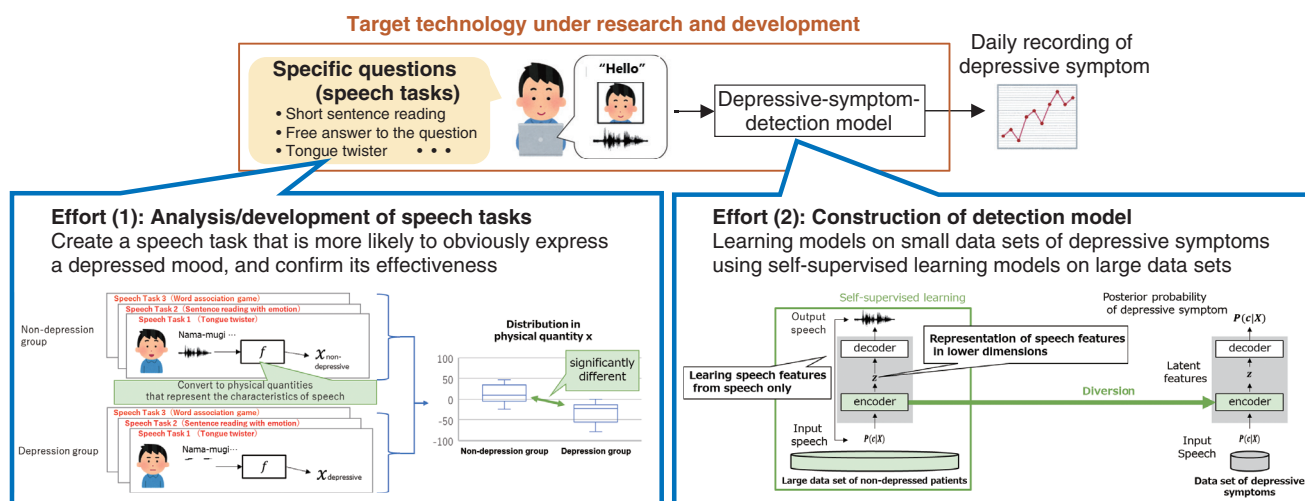 Target technology under research and development
Specific questions
(speech tasks)
• Short sentence reading
• Free answer to the question
• Tongue twister • • •
"Hello"
Depressive-symptom-
detection model
Daily recording of
depressive symptom
Effort (1): Analysis/development of speech tasks
Create a speech task that is more likely to obviously express
a depressed mood, and confirm its effectiveness
Non-depression
group
Speech Task 3 (Word association game)
Speech Task 2 (Sentence reading with emotion)
Speech Task 1 (Tongue twister)
Nama-mugi ···
f
x non-
depressive
Convert to physical quantities
that represent the characteristics of speech
Depression group
Speech Task 3 (Word association game)
Speech Task 2 (Sentence reading with emotion)
Speech Task 1 (Tongue twister)
Nama-mugi···
f
x depressive
Distribution in
physical quantity x
100
50
0
-50
-100
significantly
different
Non-depression group
Depression group
Effort (2): Construction of detection model
Learning models on small data sets of depressive symptoms
using self-supervised learning models on large data sets
Self-supervised learning
Output
speech
decoder
z
encoder
Input
speech
P(c|X)
Learing speech features
from speech only
Representation of speech features
in lower dimensions
Large data set of non-depressed patients
Diversion
Posterior probability
of depressive symptom
P(c|X)
decoder
Latent
features
z
encoder
Input
Speech
P(c|X)
Data set of depressive
symptoms